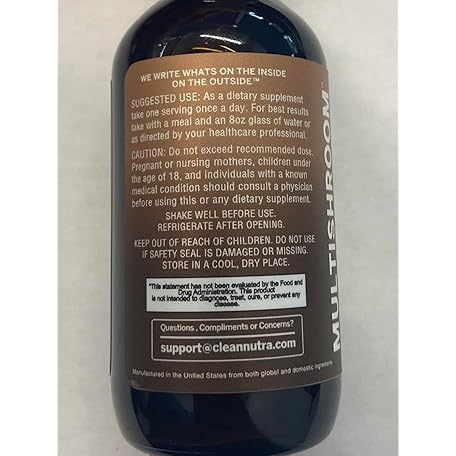 WE WRITE WHATS ON THE INSIDE
ON THE OUTSIDE™
SUGGESTED USE: As a dietary supplement
take one serving once a day. For best results
take with a meal and an 8oz glass of water or
as directed by your healthcare professional.
CAUTION: Do not exceed recommended dose.
Pregnant or nursing mothers, children under
the age of 18, and individuals with a known
medical condition should consult a physician
before using this or any dietary supplement.
SHAKE WELL BEFORE USE.
REFRIGERATE AFTER OPENING.
KEEP OUT OF REACH OF CHILDREN. DO NOT USE
IF SAFETY SEAL IS DAMAGED OR MISSING.
STORE IN A COOL, DRY PLACE.
*This statement has not been evaluated by the Food and
Drug Administration. This product
is not intended to diagnose, treat, cure, or prevent any
disease.
Questions, Compliments or Concerns?
support@cleannutra.com
Manufactured in the United States from both global and domestic ingredients.
MULTISHROOM™